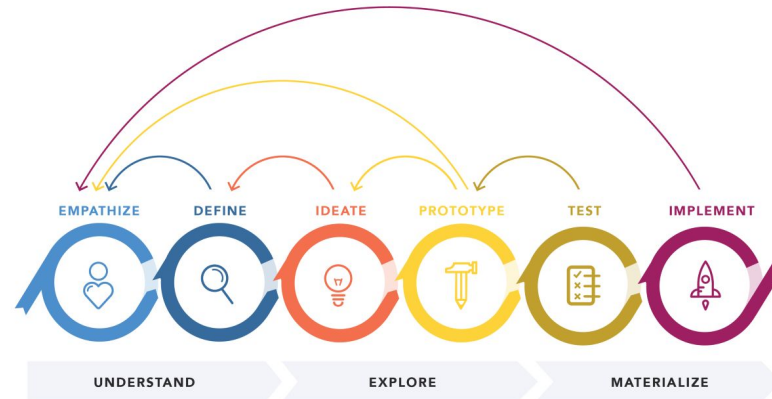 EMPATHIZE
DEFINE
IDEATE
PROTOTYPE
TEST
IMPLEMENT
UNDERSTAND
EXPLORE
MATERIALIZE